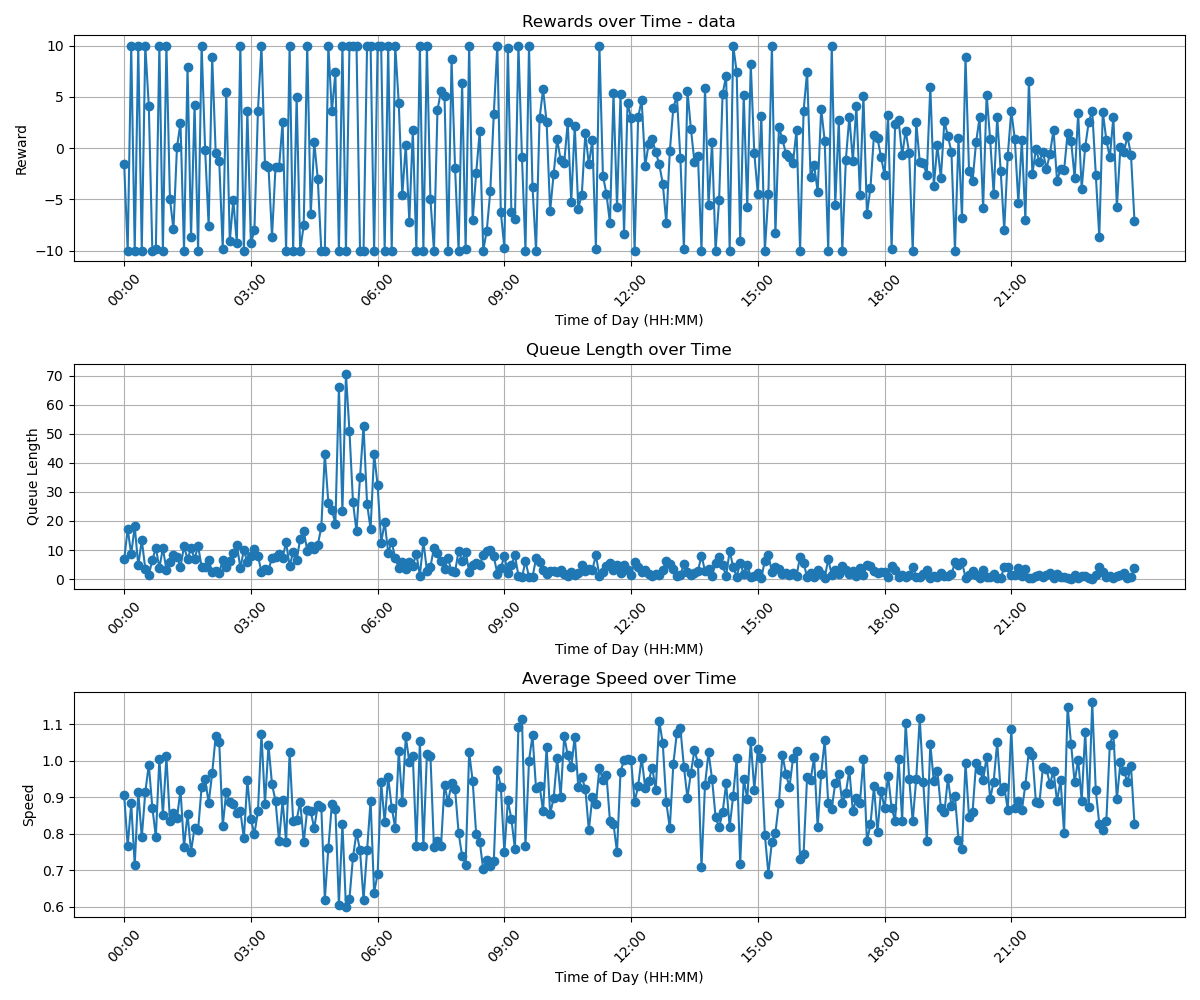 Rewards over Time - data
Reward
10
5
0
−5
−10
00:00 03:00 06:00 09:00 12:00 15:00 18:00 21:00
Time of Day (HH:MM)
Queue Length over Time
Queue Length
70
60
50
40
30
20
10
0
00:00 03:00 06:00 09:00 12:00 15:00 18:00 21:00
Time of Day (HH:MM)
Average Speed over Time
Speed
1.1
1.0
0.9
0.8
0.7
0.6
00:00 03:00 06:00 09:00 12:00 15:00 18:00 21:00
Time of Day (HH:MM)